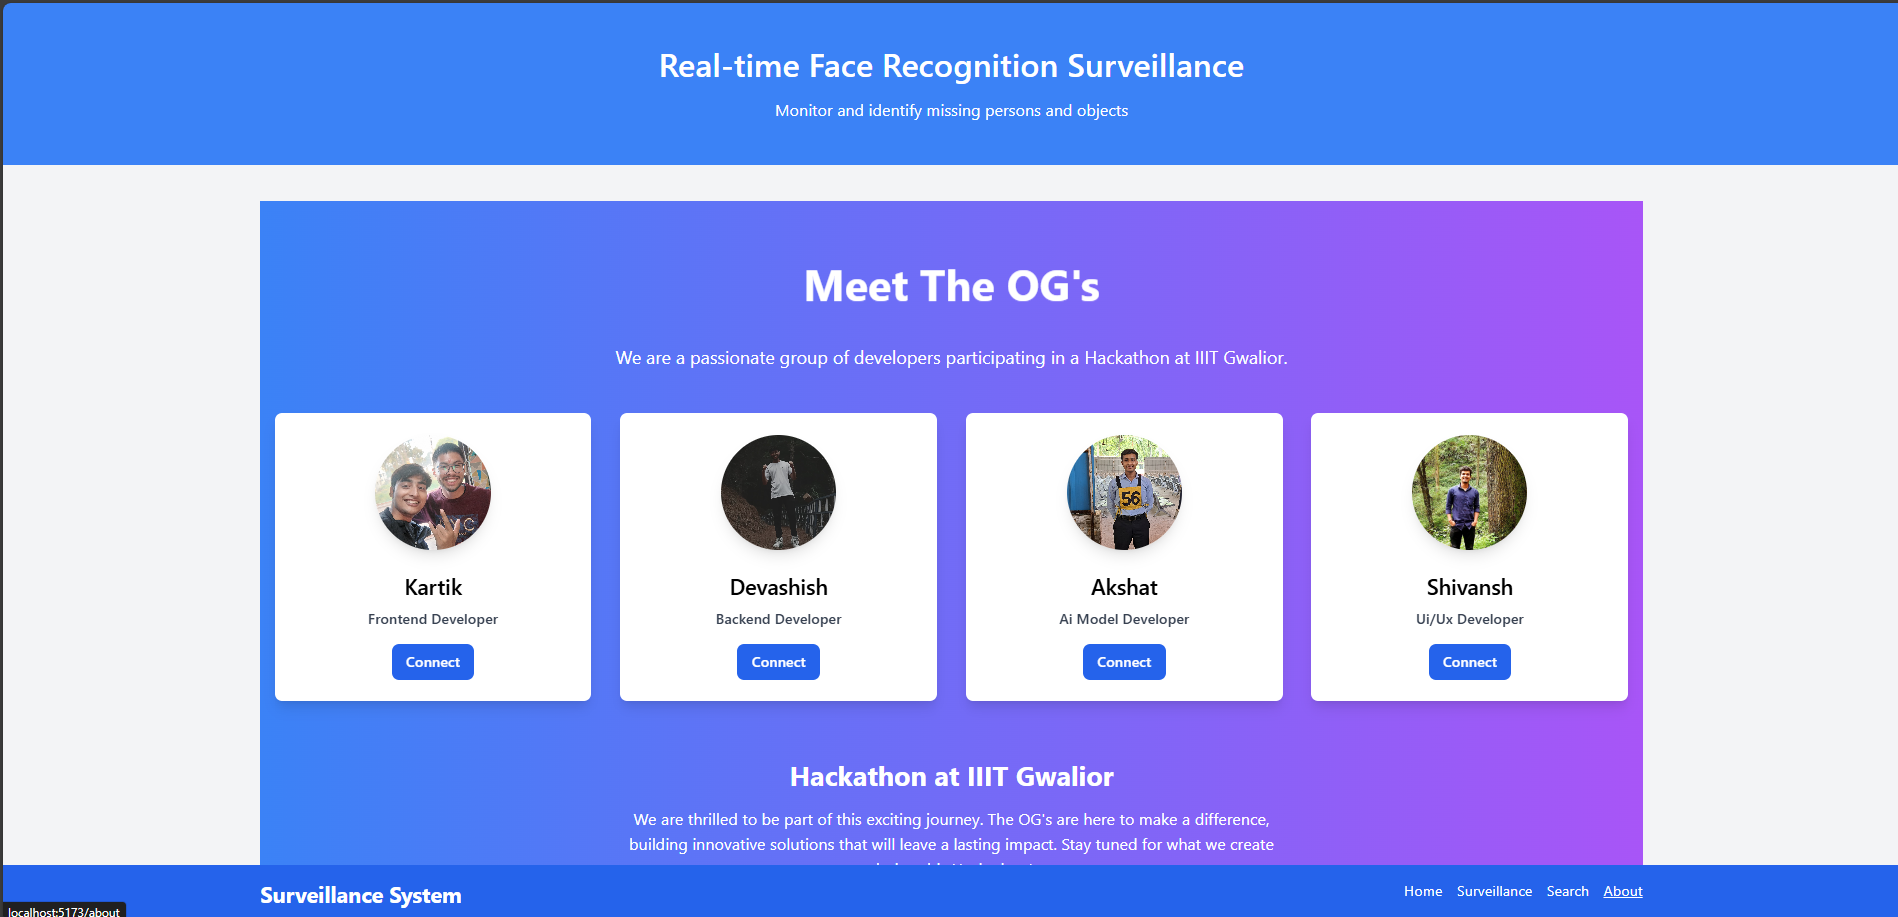 Real-time Face Recognition Surveillance
Monitor and identify missing persons and objects
Meet The OG's
We are a passionate group of developers participating in a Hackathon at IIIT Gwalior.
56
Kartik
Frontend Developer
Connect
Devashish
Backend Developer
Connect
Akshat
Ai Model Developer
Connect
Shivansh
Ui/Ux Developer
Connect
Hackathon at IIIT Gwalior
We are thrilled to be part of this exciting journey. The OG's are here to make a difference,
building innovative solutions that will leave a lasting impact. Stay tuned for what we create
Surveillance System
Home Surveillance Search About
localhost:5173/about